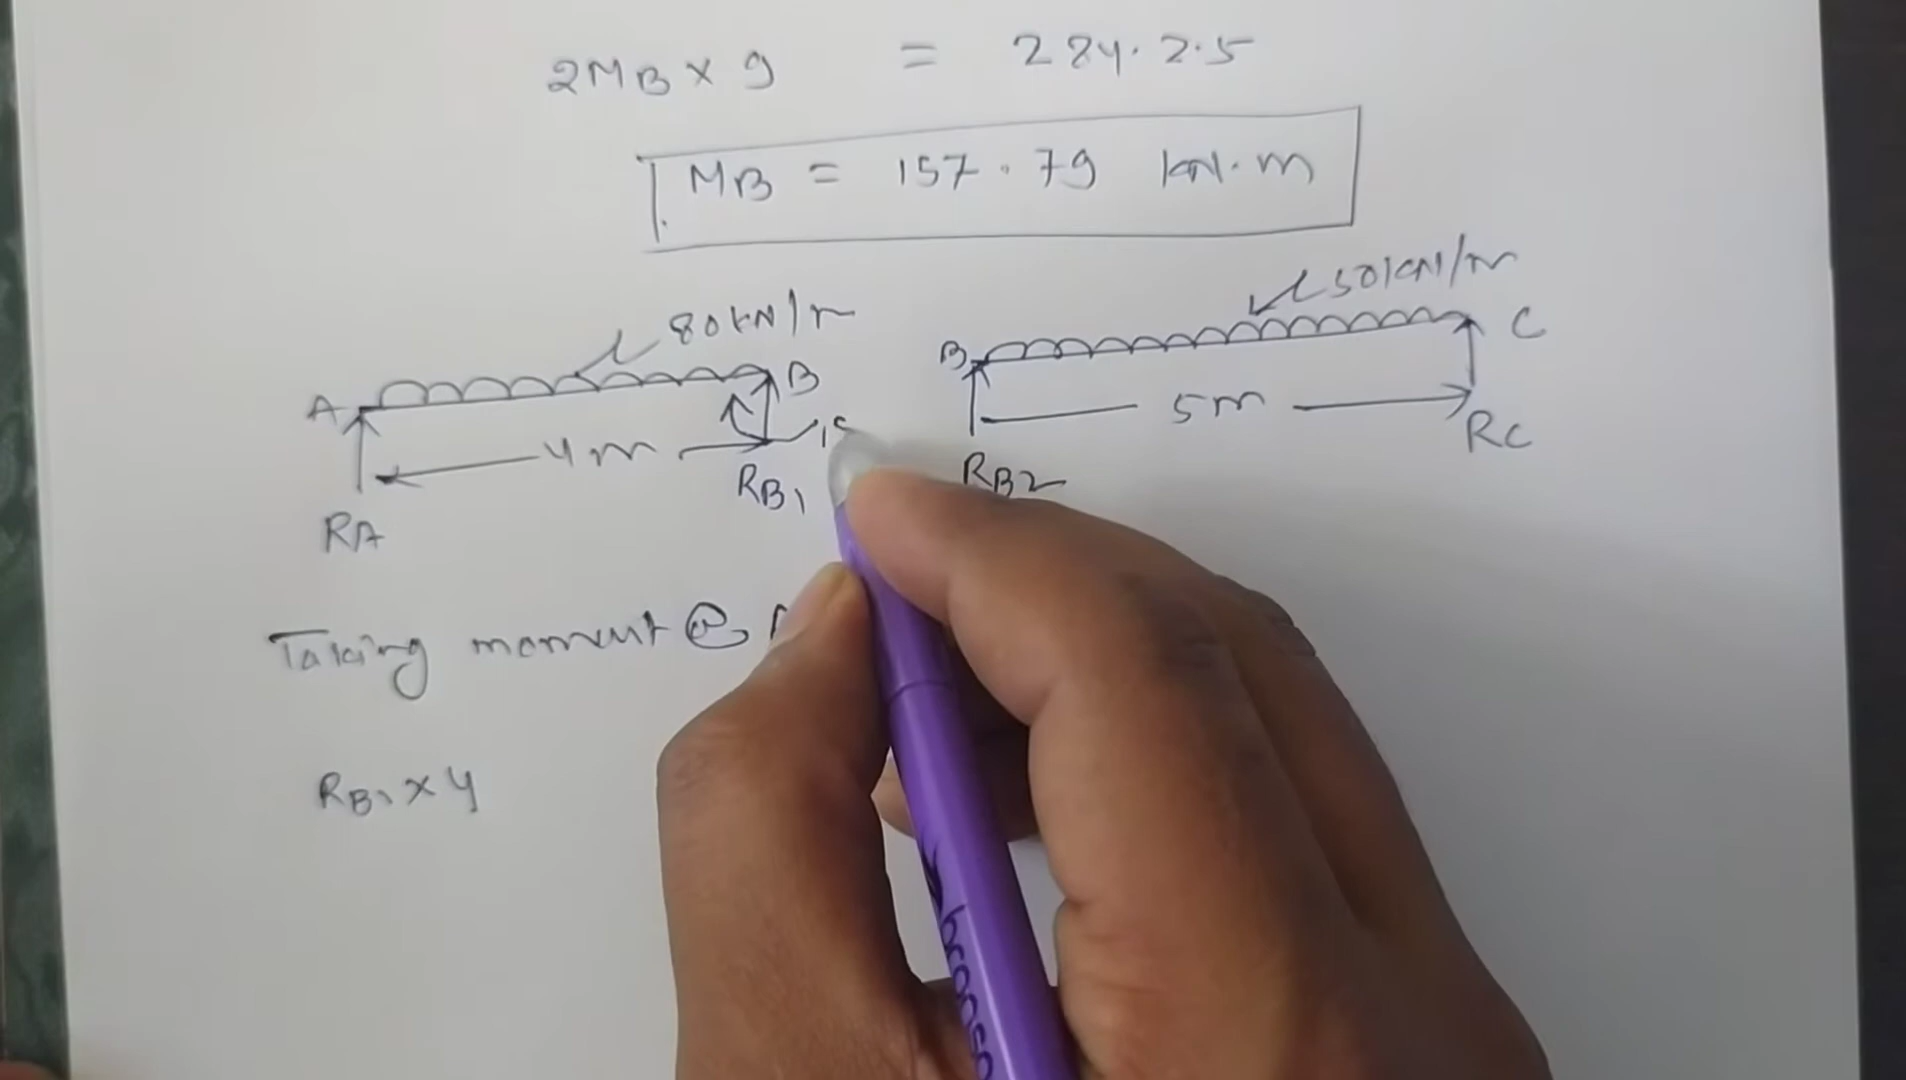 2MB x 9 = 284.2.5
MB = 157.79 kN.m
80kN/m
50kN/m
A
B
B
C
4m
5m
RA
RB1
RB2
RC
Taking moment @
RB1 x 4